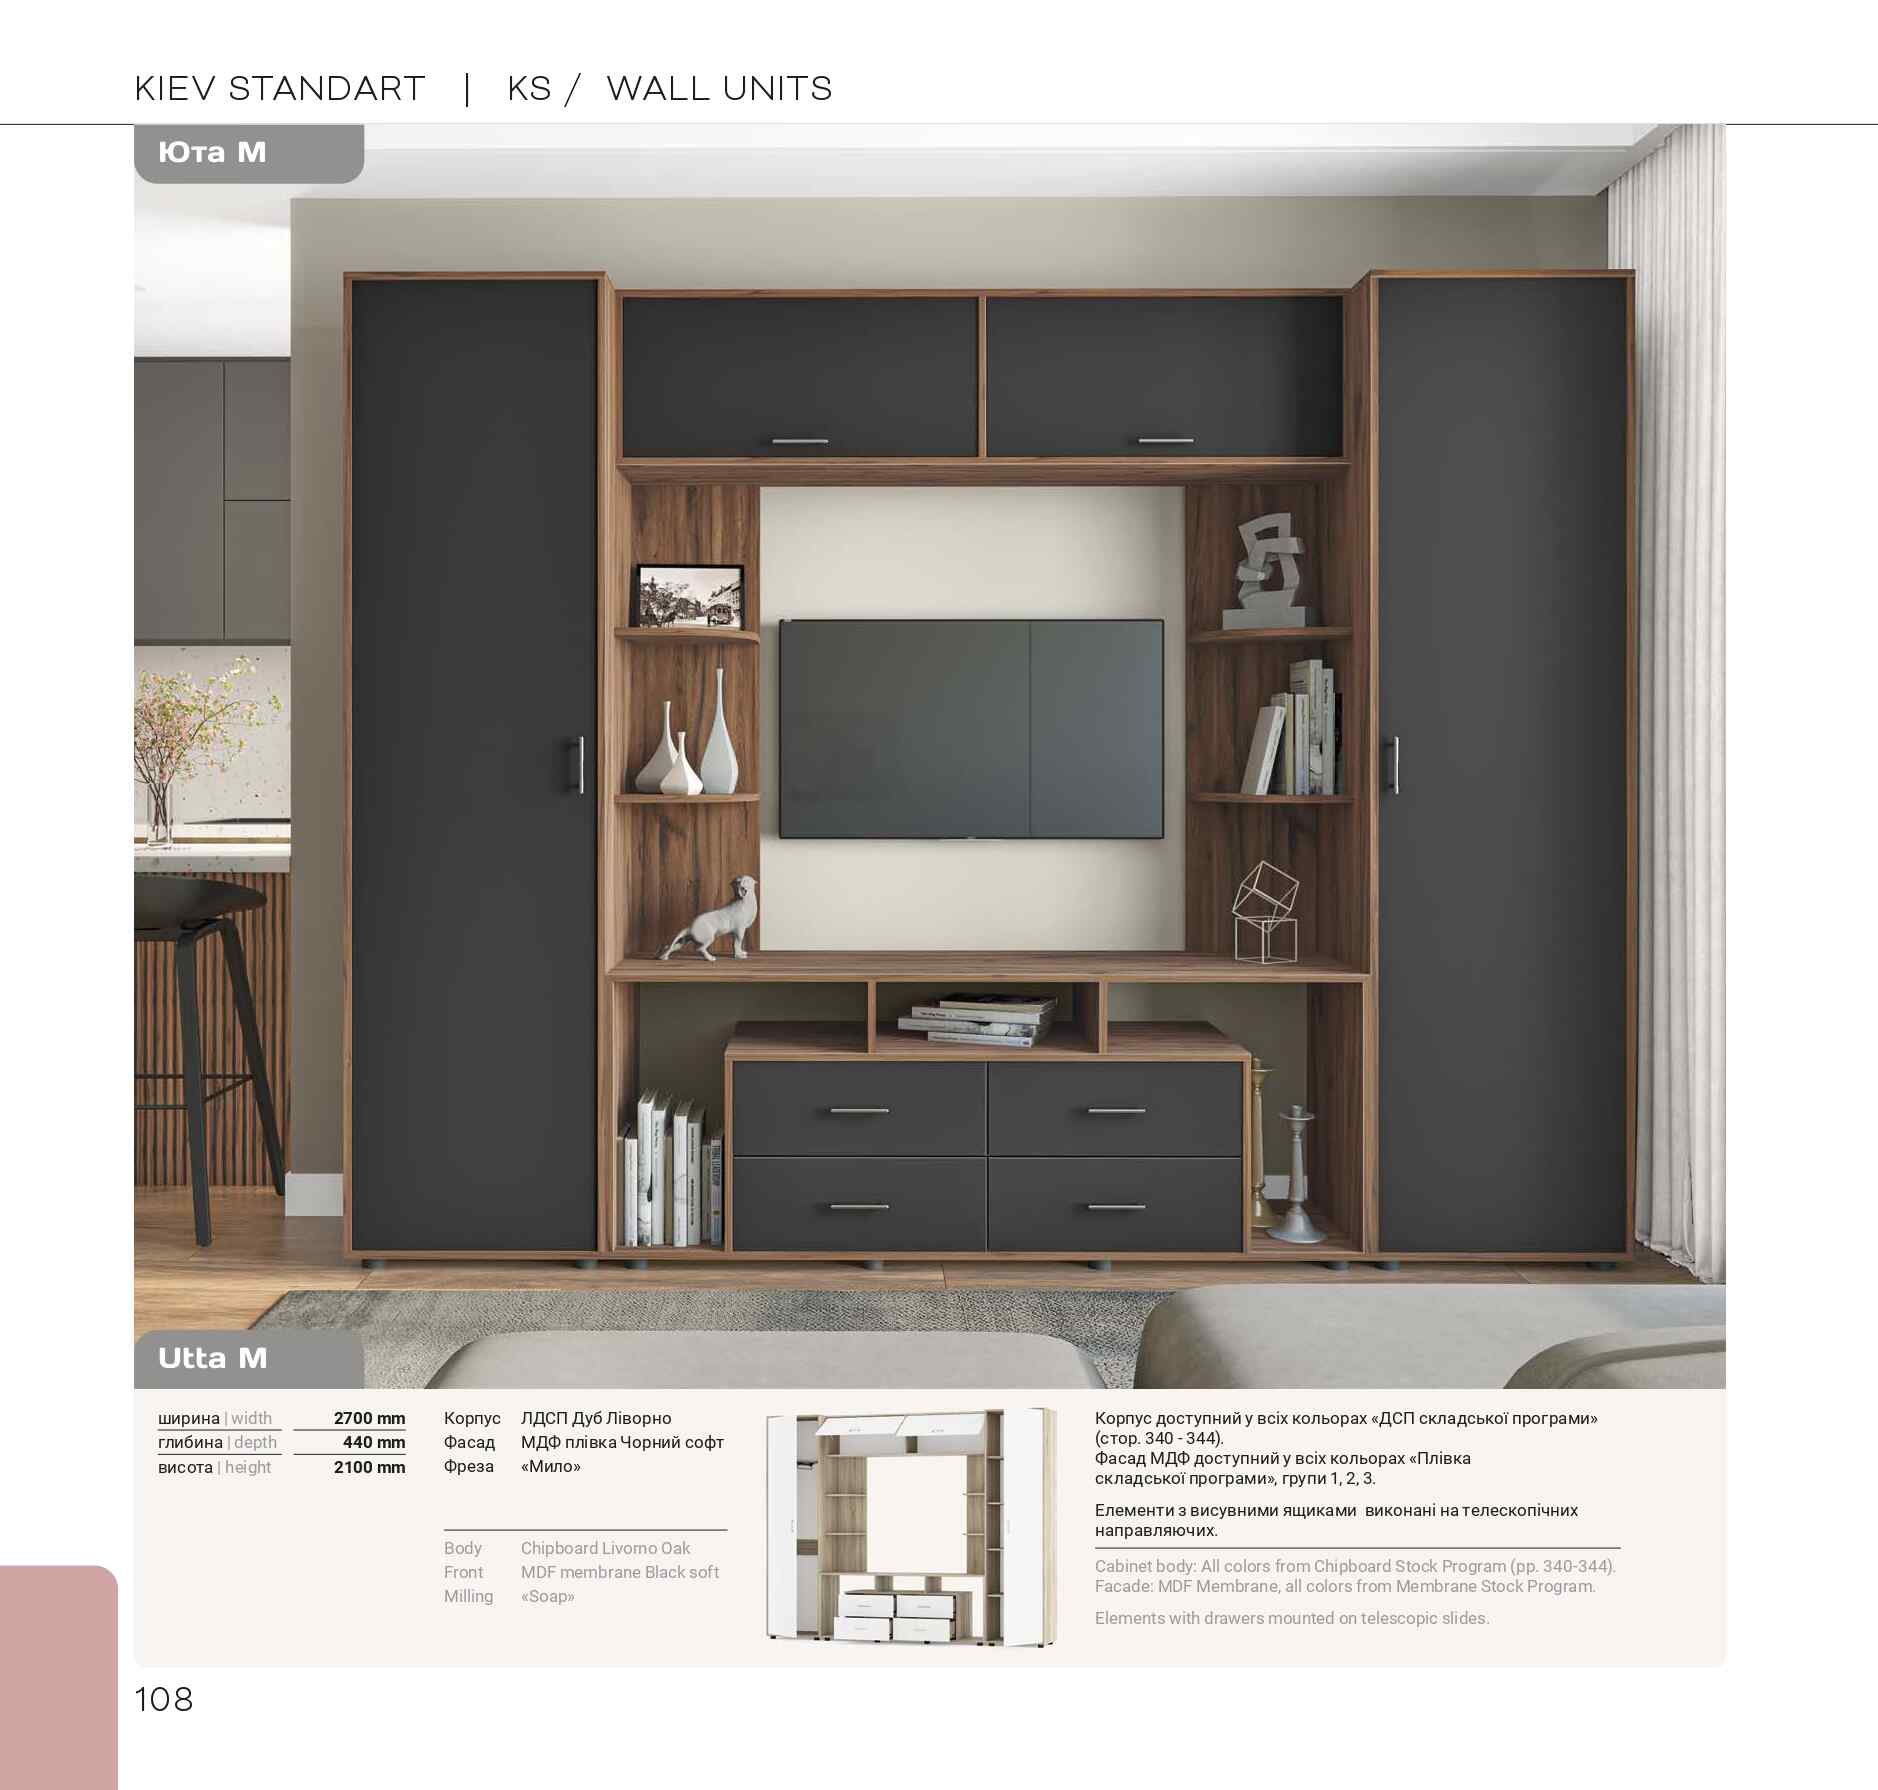 KIEV STANDART | KS / WALL UNITS
Юта М
Utta M
ширина | width 2700 mm
глибина | depth 440 mm
висота | height 2100 mm
Корпус ЛДСП Дуб Ліворно
Фасад МДФ плівка Чорний софт
Фреза «Мило»
Body Chipboard Livorno Oak
Front MDF membrane Black soft
Milling «Soap»
Корпус доступний у всіх кольорах «ДСП складської програми»
(стор. 340 - 344).
Фасад МДФ доступний у всіх кольорах «Плівка
складської програми», групи 1, 2, 3.
Елементи з висувними ящиками виконані на телескопічних
направляючих.
Cabinet body: All colors from Chipboard Stock Program (pp. 340-344).
Facade: MDF Membrane, all colors from Membrane Stock Program.
Elements with drawers mounted on telescopic slides.
108